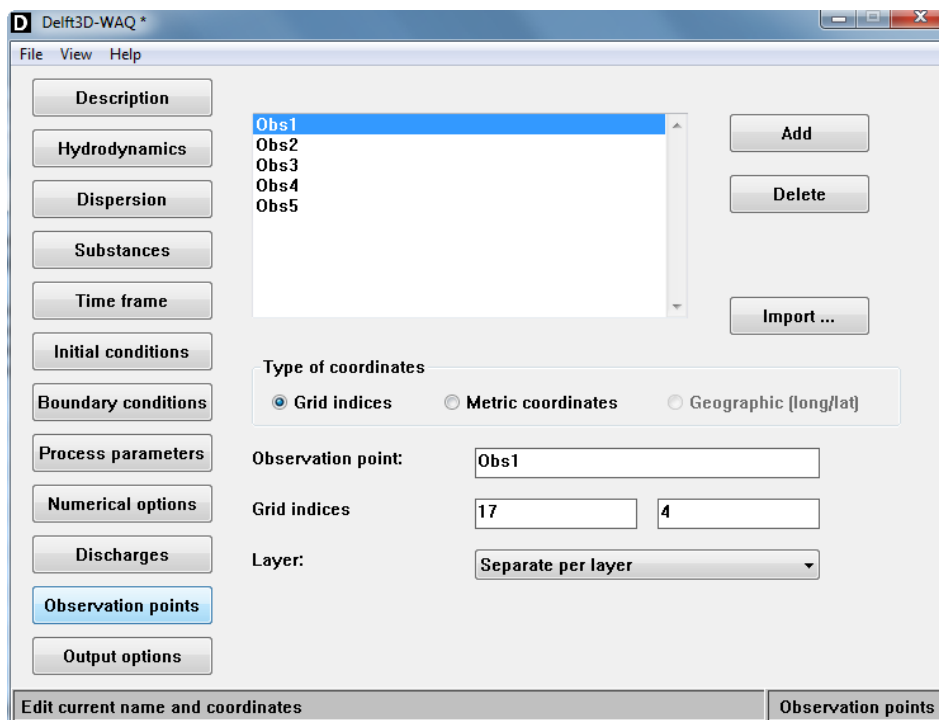 D Delft3D-WAQ *
File View Help
Description
Hydrodynamics
Dispersion
Substances
Time frame
Initial conditions
Boundary conditions
Process parameters
Numerical options
Discharges
Observation points
Output options
Obs1
Obs2
Obs3
Obs4
Obs5
Add
Delete
Import ...
Type of coordinates
Grid indices Metric coordinates Geographic (long/lat)
Observation point: Obs1
Grid indices 17 4
Layer: Separate per layer
Edit current name and coordinates Observation points